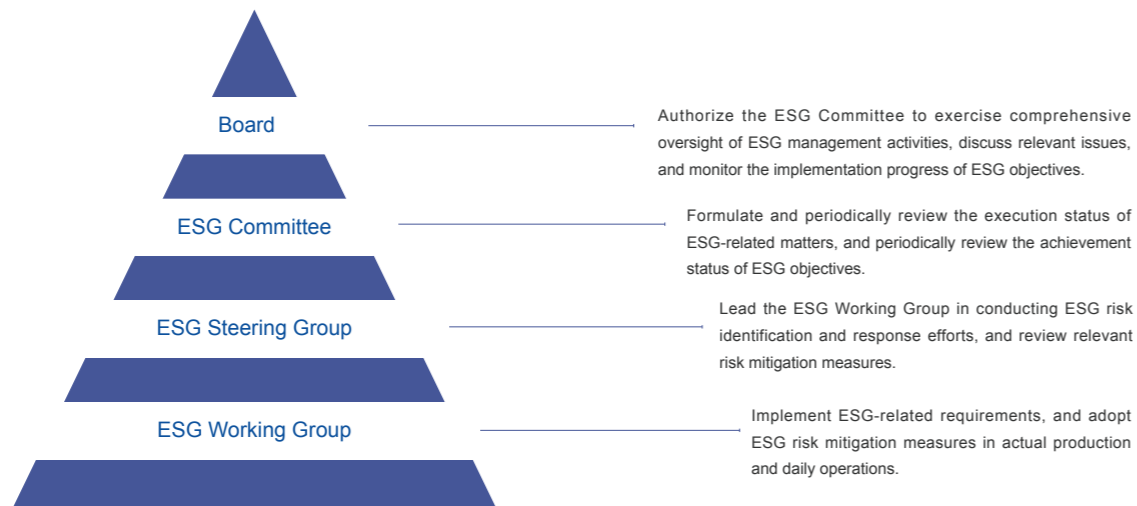 Board
Authorize the ESG Committee to exercise comprehensive
oversight of ESG management activities, discuss relevant issues,
and monitor the implementation progress of ESG objectives.
ESG Committee
Formulate and periodically review the execution status of
ESG-related matters, and periodically review the achievement
status of ESG objectives.
ESG Steering Group
Lead the ESG Working Group in conducting ESG risk
identification and response efforts, and review relevant
risk mitigation measures.
ESG Working Group
Implement ESG-related requirements, and adopt
ESG risk mitigation measures in actual production
and daily operations.